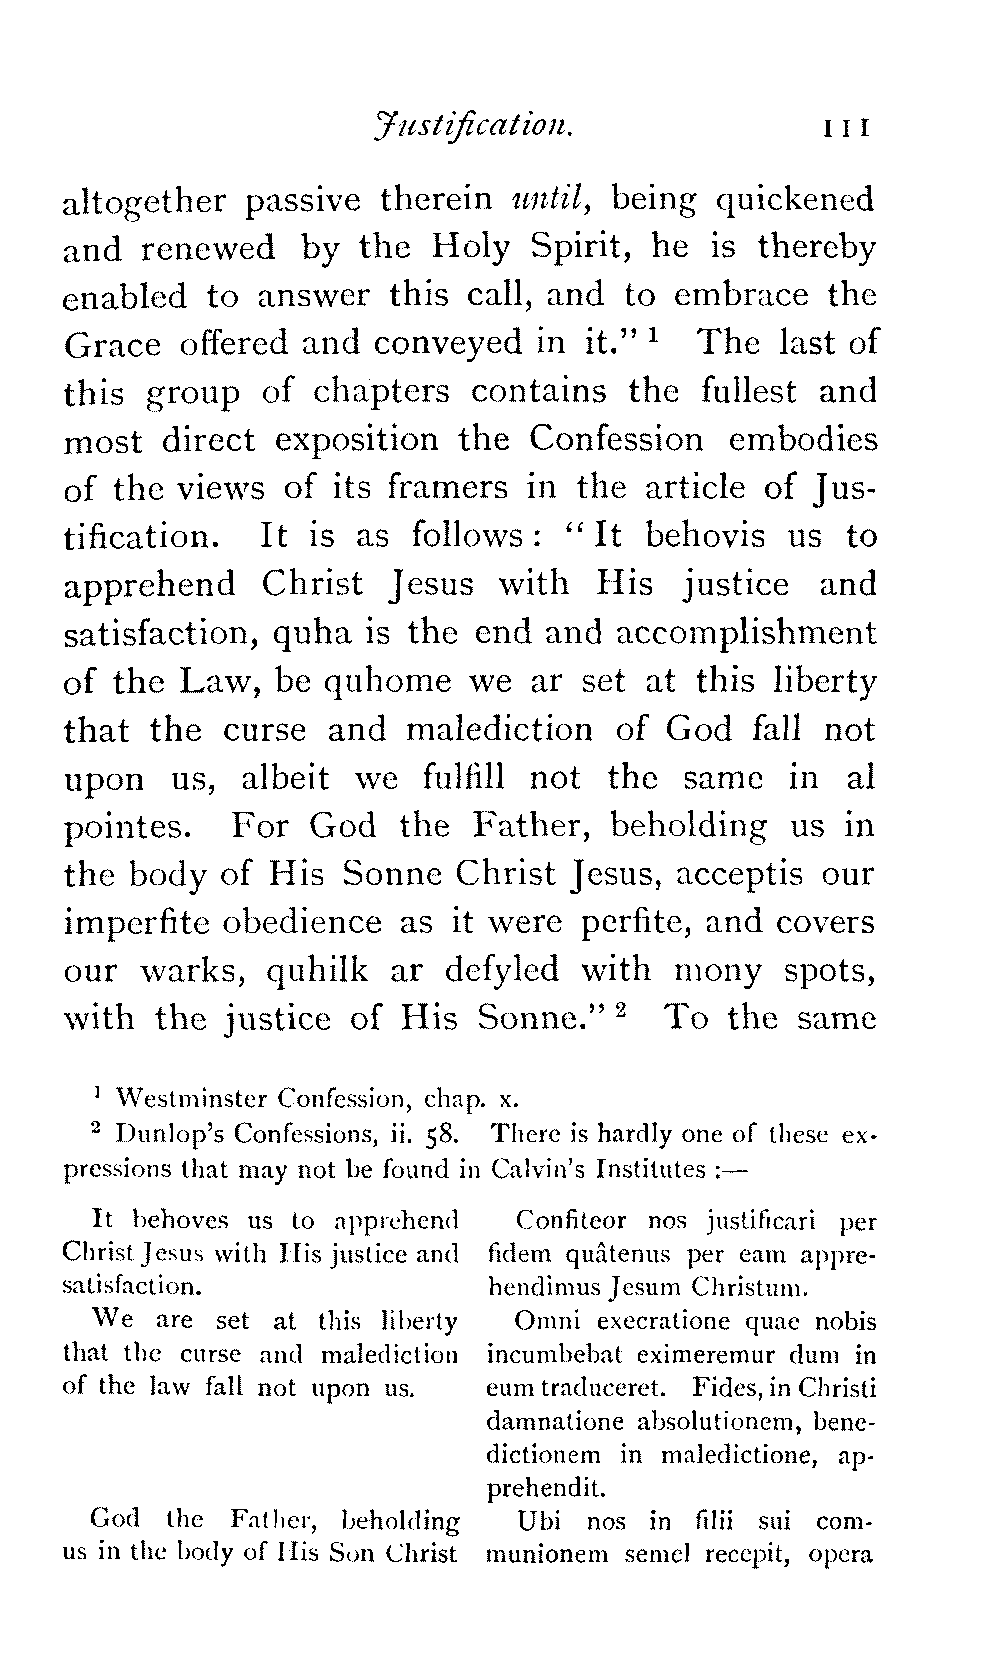 Justification. 111
altogether passive therein until, being quickened
and renewed by the Holy Spirit, he is thereby
enabled to answer this call, and to embrace the
Grace offered and conveyed in it.” 1 The last of
this group of chapters contains the fullest and
most direct exposition the Confession embodies
of the views of its framers in the article of Jus-
tification. It is as follows : “ It behovis us to
apprehend Christ Jesus with His justice and
satisfaction, quha is the end and accomplishment
of the Law, be quhome we ar set at this liberty
that the curse and malediction of God fall not
upon us, albeit we fulfill not the same in al
pointes. For God the Father, beholding us in
the body of His Sonne Christ Jesus, acceptis our
imperfite obedience as it were perfite, and covers
our warks, quhilk ar defyled with mony spots,
with the justice of His Sonne.” 2 To the same
1 Westminster Confession, chap. x.
2 Dunlop’s Confessions, ii. 58. There is hardly one of these ex-
pressions that may not be found in Calvin’s Institutes :—
It behoves us to apprehend
Christ Jesus with His justice and
satisfaction.
Confiteor nos justificari per
fidem quâtenus per eam appre-
hendimus Jesum Christum.
We are set at this liberty
that the curse and malediction
of the law fall not upon us.
Omni execratione quae nobis
incumbebat eximeremur dum in
eum traduceret. Fides, in Christi
damnatione absolutionem, bene-
dictionem in maledictione, ap-
prehendit.
God the Father, beholding
us in the body of His Son Christ
Ubi nos in filii sui com-
munionem semel recepit, opera